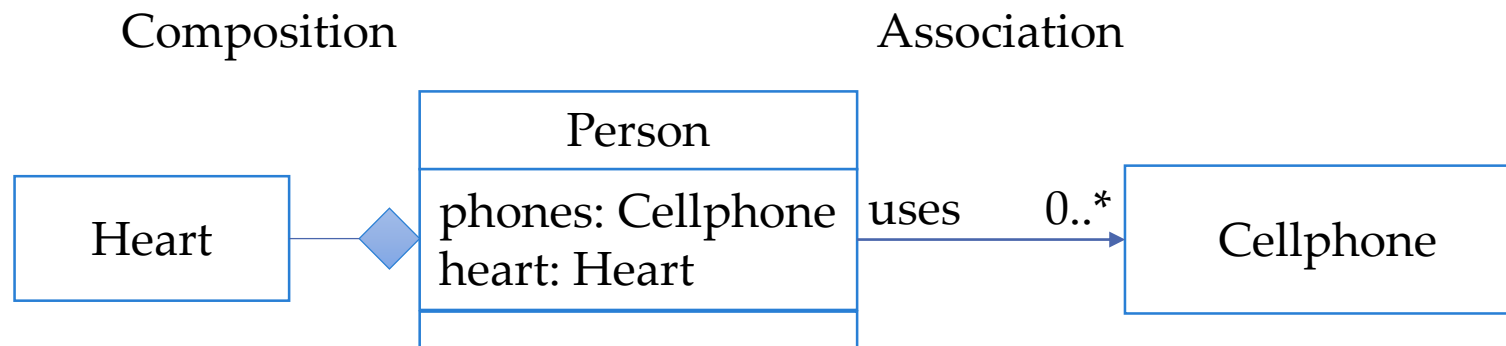 Composition
Association
Person
Heart
phones: Cellphone
heart: Heart
uses
0..*
Cellphone